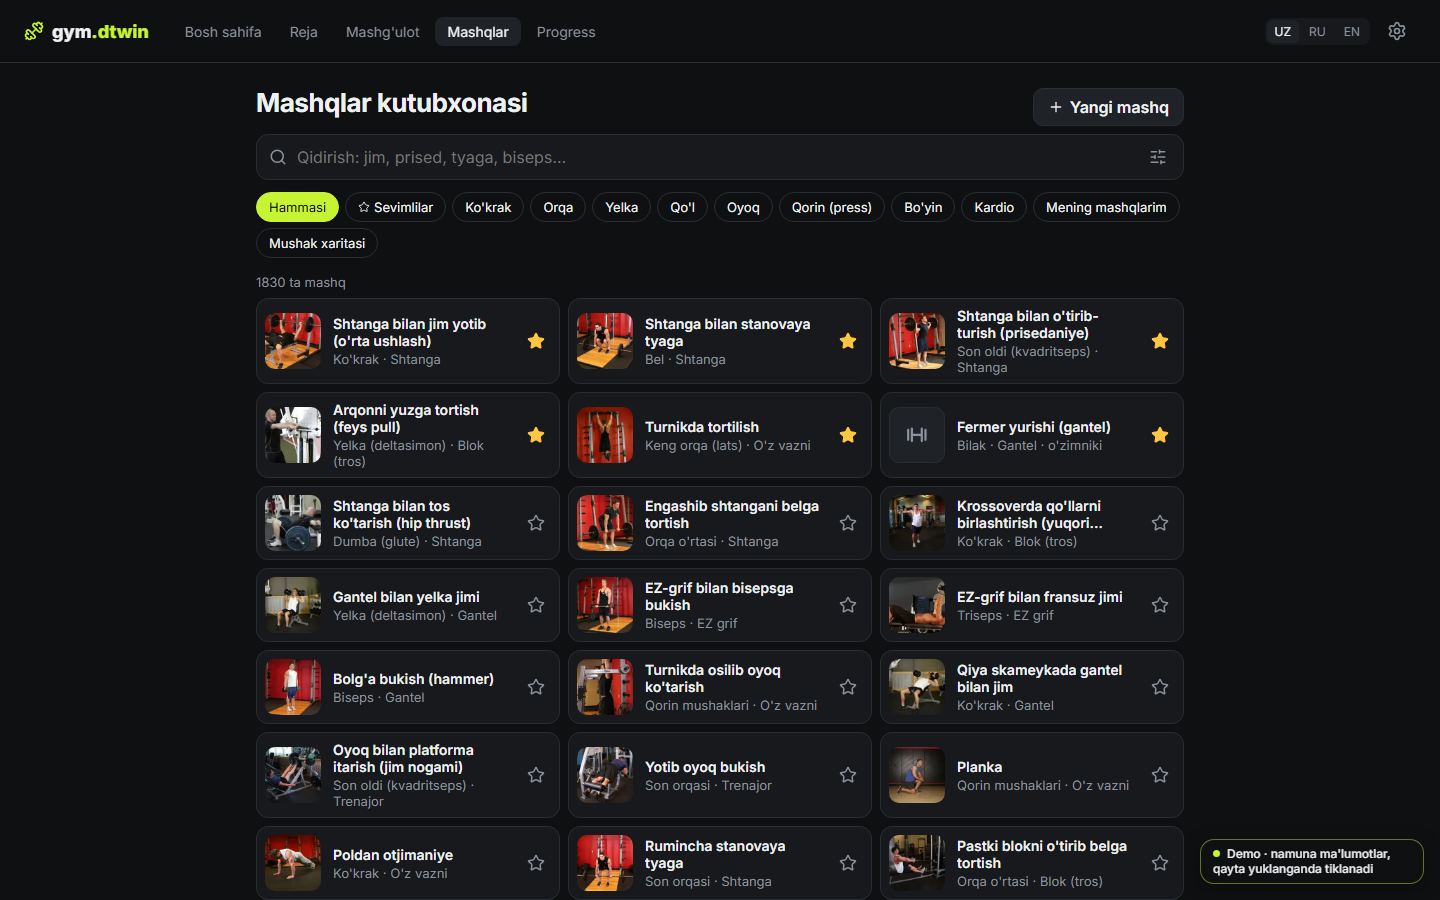 gym.dtwin
Bosh sahifa
Reja
Mashg'ulot
Mashqlar
Progress
UZ
RU
EN
Mashqlar kutubxonasi
+ Yangi mashq
Qidirish: jim, prised, tyaga, biseps...
Hammasi
Sevimlilar
Ko'krak
Orqa
Yelka
Qo'l
Oyoq
Qorin (press)
Bo'yin
Kardio
Mening mashqlarim
Mushak xaritasi
1830 ta mashq
Shtanga bilan jim yotib
(o'rta ushlash)
Ko'krak · Shtanga
Shtanga bilan stanovaya
tyaga
Bel · Shtanga
Shtanga bilan o'tirib-
turish (prisedaniye)
Son oldi (kvadritseps) ·
Shtanga
Arqonni yuzga tortish
(feys pull)
Yelka (deltasimon) · Blok
(tros)
Turnikda tortilish
Keng orqa (lats) · O'z vazni
Fermer yurishi (gantel)
Bilak · Gantel · o'zimniki
Shtanga bilan tos
ko'tarish (hip thrust)
Dumba (glute) · Shtanga
Engashib shtangani belga
tortish
Orqa o'rtasi · Shtanga
Krossoverda qo'llarni
birlashtirish (yuqori...
Ko'krak · Blok (tros)
Gantel bilan yelka jimi
Yelka (deltasimon) · Gantel
EZ-grif bilan bisepsga
bukish
Biseps · EZ grif
EZ-grif bilan fransuz jimi
Triseps · EZ grif
Bolg'a bukish (hammer)
Biseps · Gantel
Turnikda osilib oyoq
ko'tarish
Qorin mushaklari · O'z vazni
Qiya skameykada gantel
bilan jim
Ko'krak · Gantel
Oyoq bilan platforma
itarish (jim nogami)
Son oldi (kvadritseps) ·
Trenajor
Yotib oyoq bukish
Son orqasi · Trenajor
Planka
Qorin mushaklari · O'z vazni
Poldan otjimaniye
Ko'krak · O'z vazni
Rumincha stanovaya
tyaga
Son orqasi · Shtanga
Pastki blokni o'tirib belga
tortish
Orqa o'rtasi · Blok (tros)
Demo · namuna ma'lumotlar,
qayta yuklanganda tiklanadi